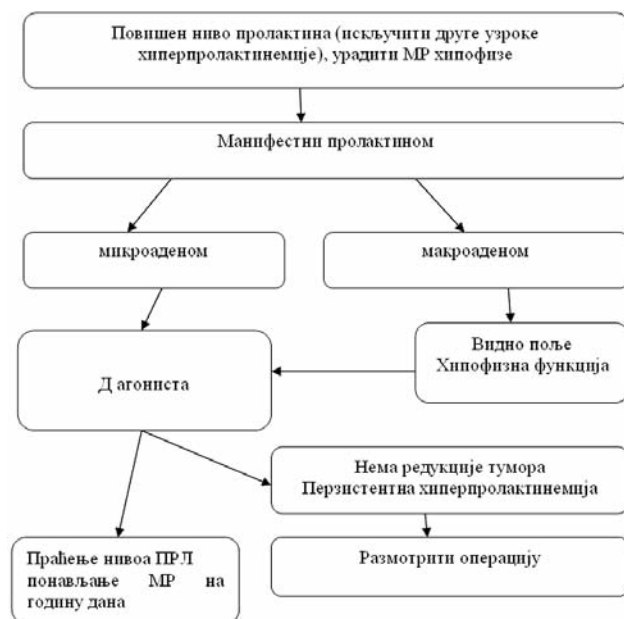 Повишен ниво пролактина (искључити друге узроке
хиперпролактинемије), урадити МР хипофизе
Манифестни пролактином
микроаденом
макроаденом
Видно поље
Хипофизна функција
Д агониста
Нема редукције тумора
Перзистентна хиперпролактинемија
Праћење нивоа ПРЛ
понављање МР на
годину дана
Размотрити операцију